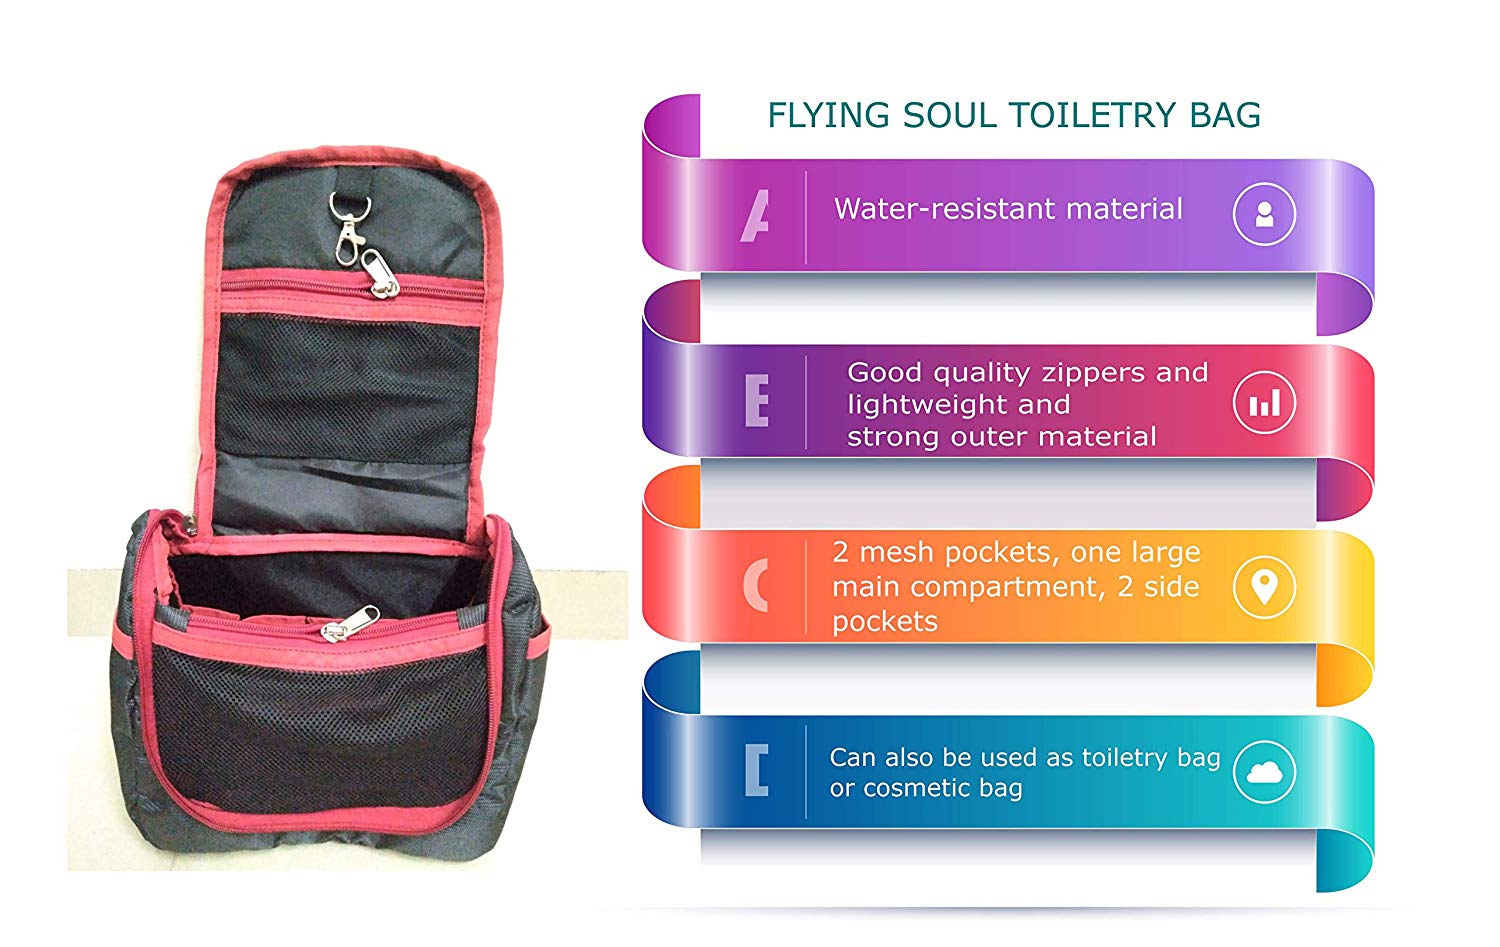 FLYING SOUL TOILETRY BAG
A
Water-resistant material
B
Good quality zippers and
lightweight and
strong outer material
C
2 mesh pockets, one large
main compartment, 2 side
pockets
D
Can also be used as toiletry bag
or cosmetic bag